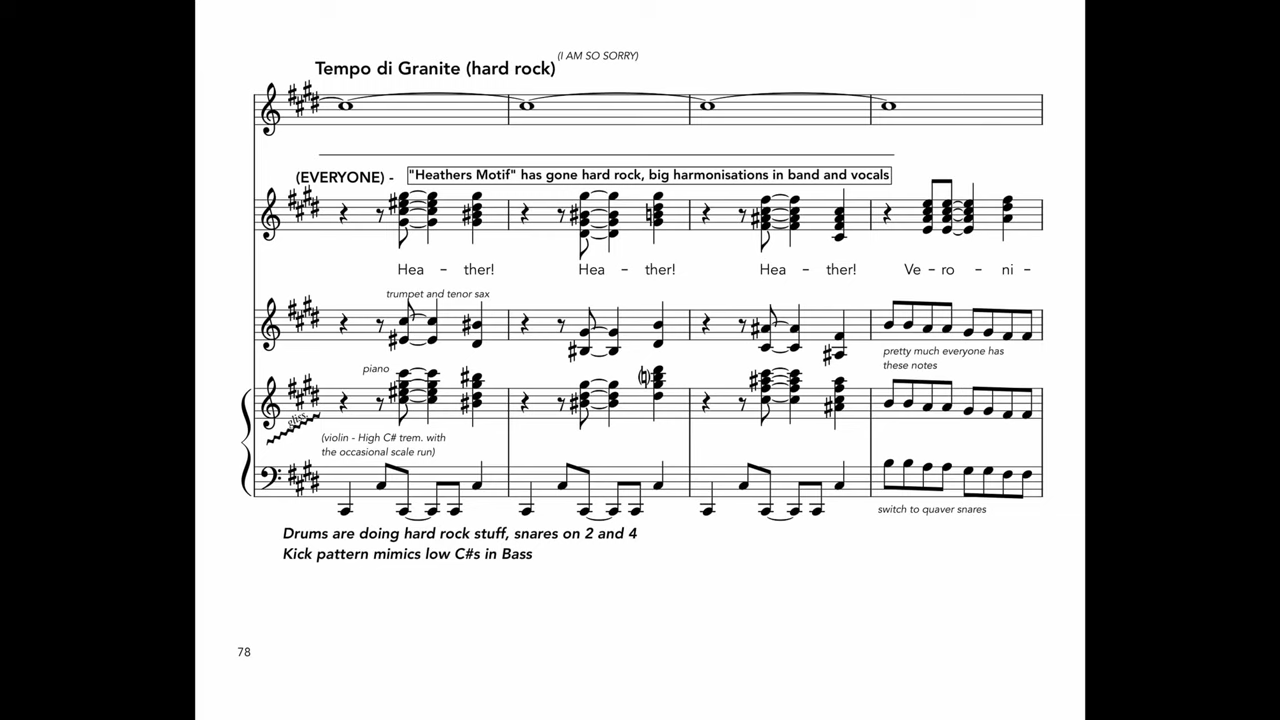 (I AM SO SORRY)
Tempo di Granite (hard rock)
(EVERYONE) - "Heathers Motif" has gone hard rock, big harmonisations in band and vocals
Hea - ther! Hea - ther! Hea - ther! Ve - ro - ni -
trumpet and tenor sax
pretty much everyone has
these notes
piano
gliss.
(violin - High C# trem. with
the occasional scale run)
switch to quaver snares
Drums are doing hard rock stuff, snares on 2 and 4
Kick pattern mimics low C#s in Bass
78